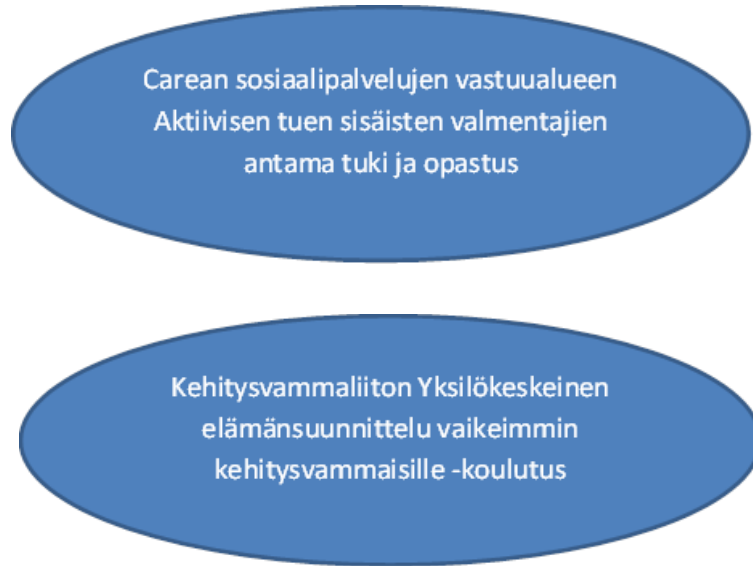 Carean sosiaalipalvelujen vastuualueen
Aktiivisen tuen sisäisten valmentajien
antama tuki ja opastus
Kehitysvammaliiton Yksilökeskeinen
elämänsuunnittelu vaikeimmin
kehitysvammaisille -koulutus